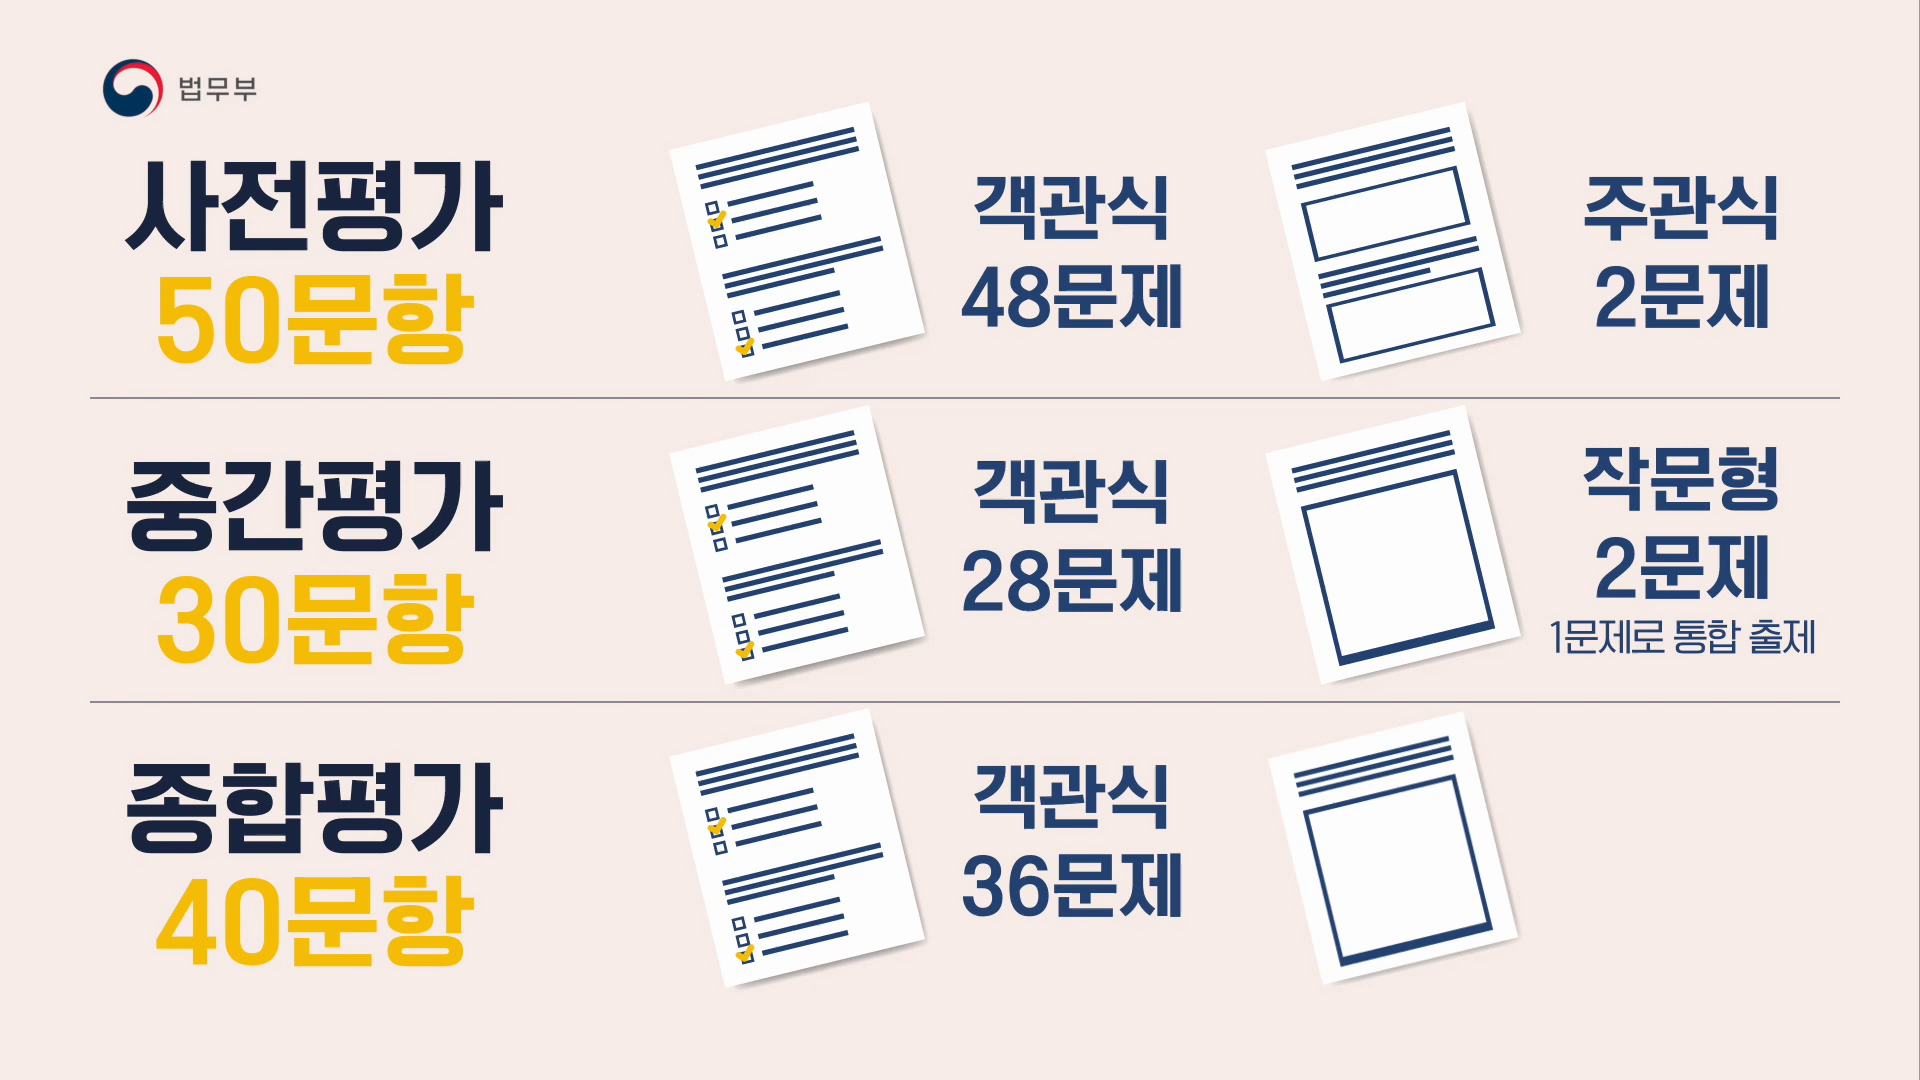 법무부
사전평가
50문항
객관식
48문제
주관식
2문제
중간평가
30문항
객관식
28문제
작문형
2문제
1문제로 통합 출제
종합평가
40문항
객관식
36문제